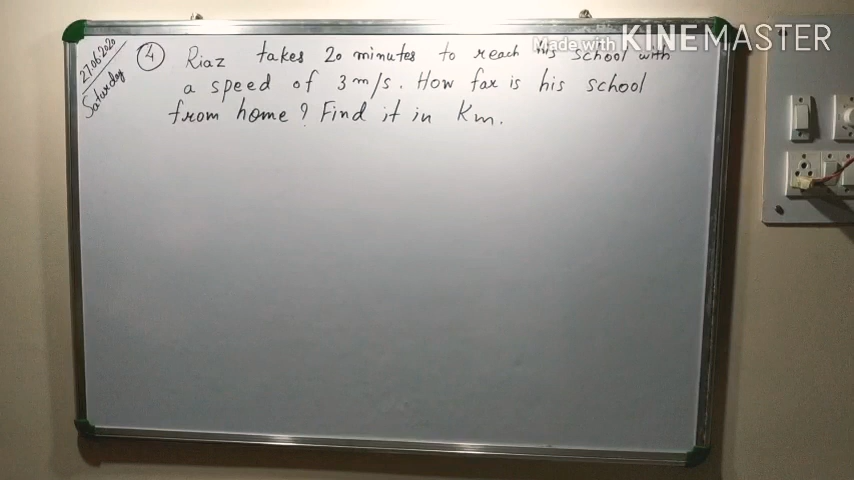 Made with KINEMASTER
27.06.2020
Saturday
4 Riaz takes 20 minutes to reach his school with
a speed of 3 m/s. How far is his school
from home? Find it in Km.